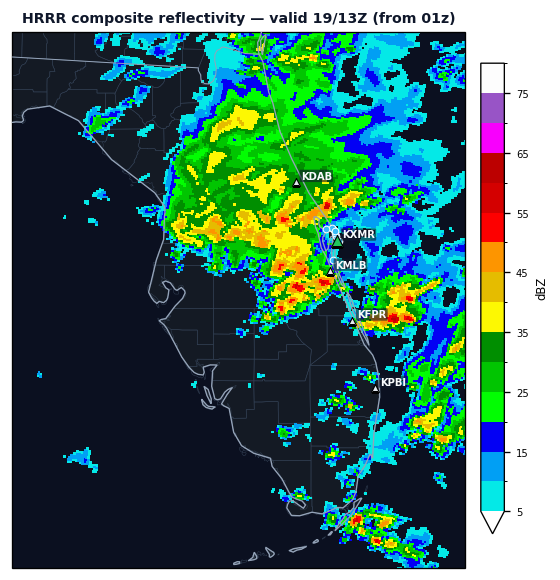 HRRR composite reflectivity — valid 19/13Z (from 01z)
KDAB
KXMR
KMLB
KFPR
KPBI
75
65
55
45
35
25
15
5
dBZ